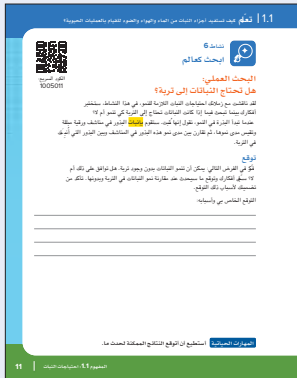 1.1 | تعلّم كيف تستفيد أجزاء النبات من الماء والهواء والضوء للقيام بالعمليات الحيوية؟
نشاط 6
ابحث كعالم
الكود السريع:
1005011
البحث العملي:
هل تحتاج النباتات إلى تربة؟
لقد ناقشت مع زملائك احتياجات النبات اللازمة للنمو. في هذا النشاط، ستختبر
أفكارك بينما تبحث فيما إذا كانت النباتات تحتاج إلى التربة كي تنمو أم لا؟
عندما تبدأ البذرة في النمو، نقول إنها تُنبت. ستقوم بإنبات البذور في مناشف ورقية مبللة
وتقيس مدى نموها، ثم تقارن بين مدى نمو هذه البذور في المناشف وبين البذور التي
في التربة.
توقع
فكّر في الفرض التالي: يمكن أن تنمو النباتات بدون وجود تربة. هل توافق على ذلك أم
لا؟ سجل أفكارك وتوقع ما سيحدث عند مقارنة نمو النباتات في التربة وبدونها. تأكد من
تضمينك لأسباب ذلك التوقع.
التوقع الخاص بي وأسبابه:
المهارات الحياتية أستطيع أن أتوقع النتائج الممكنة لحدث ما.
المفهوم 1.1: احتياجات النبات | 11